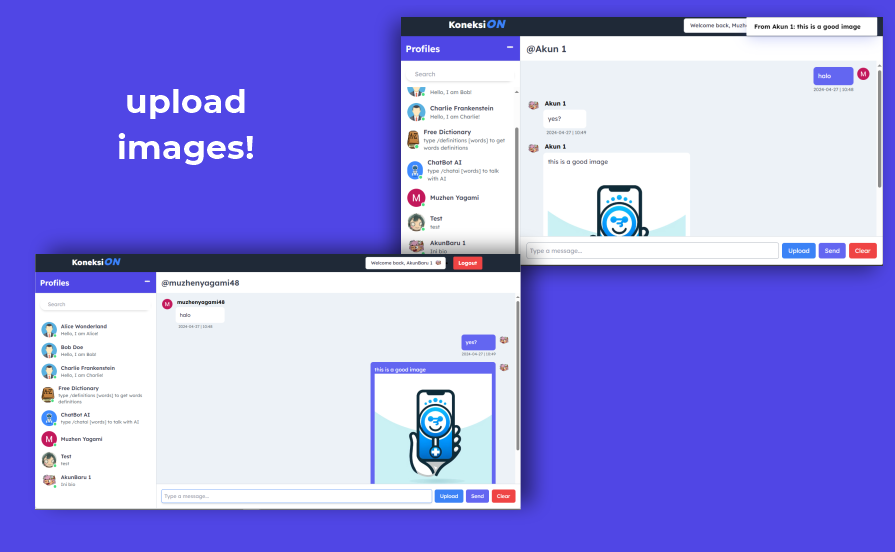 upload
images!
KoneksiON
Welcome back, Muzh
From Akun 1: this is a good image
Profiles
@Akun 1
Search
Hello, I am Bob!
Charlie Frankenstein
Hello, I am Charlie!
Free Dictionary
type /definitions [words] to get
words definitions
ChatBot AI
type /chatai [words] to talk
with AI
M
Muzhen Yagami
Test
test
AkunBaru 1
Ini bio
halo
M
2024-04-27 | 10:48
Akun 1
yes?
2024-04-27 | 10:49
Akun 1
this is a good image
Type a message...
Upload
Send
Clear
KoneksiON
Welcome back, AkunBaru 1
Logout
Profiles
@muzhenyagami48
Search
Alice Wonderland
Hello, I am Alice!
Bob Doe
Hello, I am Bob!
Charlie Frankenstein
Hello, I am Charlie!
Free Dictionary
type /definitions [words] to get words
definitions
ChatBot AI
type /chatai [words] to talk with AI
M
Muzhen Yagami
Test
test
AkunBaru 1
Ini bio
M
muzhenyagami48
halo
2024-04-27 | 10:48
yes?
2024-04-27 | 10:49
this is a good image
Type a message...
Upload
Send
Clear